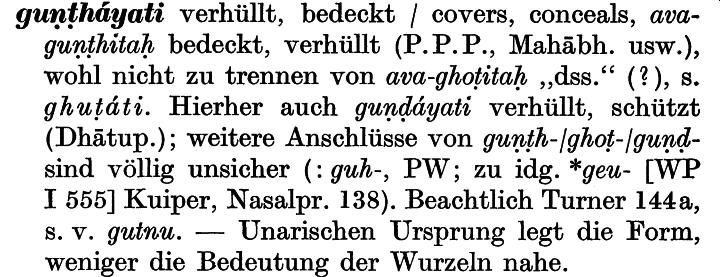 guṇṭháyati verhüllt, bedeckt / covers, conceals, ava-
guṇṭhitaḥ bedeckt, verhüllt (P.P.P., Mahābh. usw.),
wohl nicht zu trennen von ava-ghoṭitaḥ „dss.“ (?), s.
ghuṭáti. Hierher auch guṇḍáyati verhüllt, schützt
(Dhātup.); weitere Anschlüsse von guṇṭh-/ghoṭ-/guṇḍ-
sind völlig unsicher (: guh-, PW; zu idg. *geu- [WP
I 555] Kuiper, Nasalpr. 138). Beachtlich Turner 144a,
s. v. gutnu. — Unarischen Ursprung legt die Form,
weniger die Bedeutung der Wurzeln nahe.